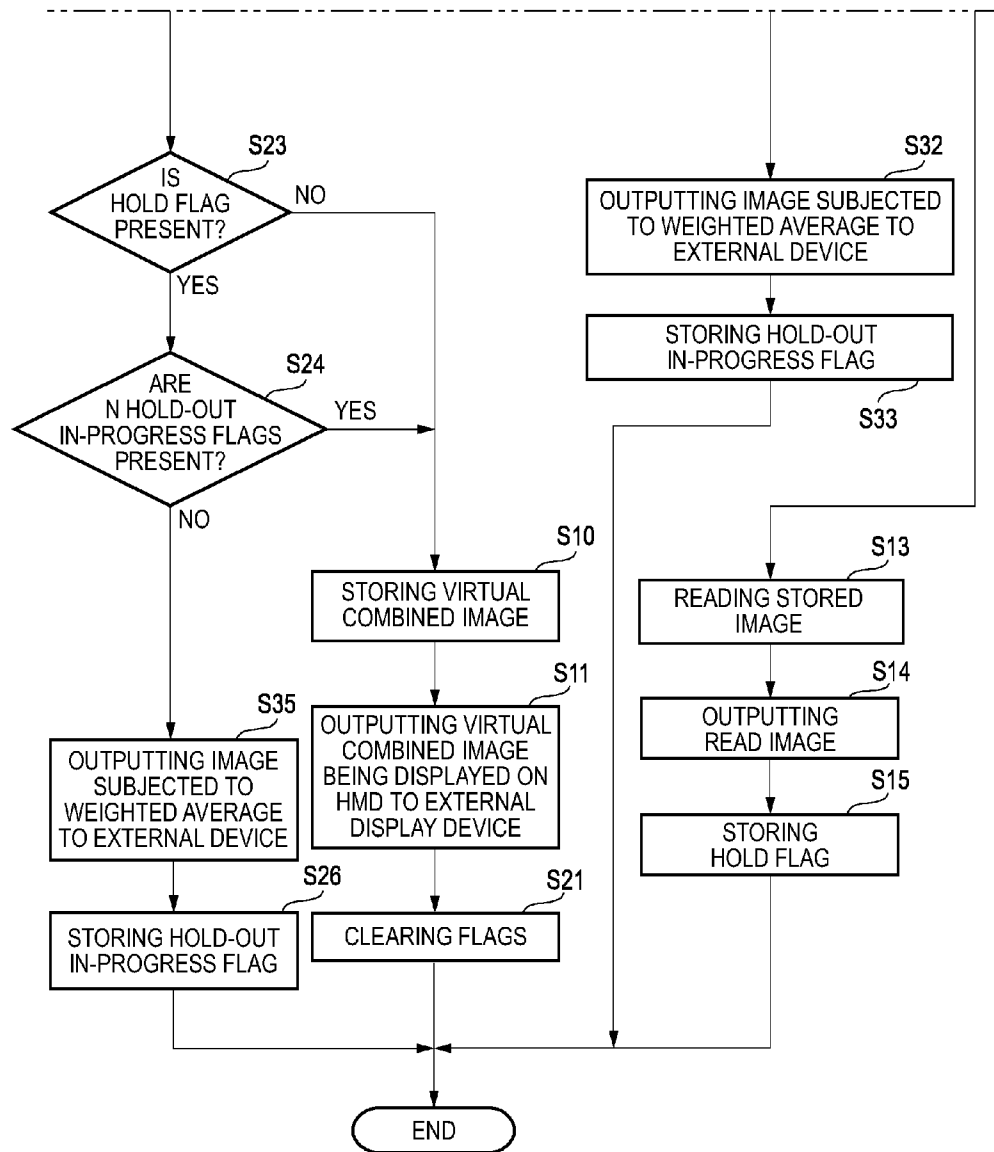 S23
IS
HOLD FLAG
PRESENT?
NO
YES
S24
ARE
N HOLD-OUT
IN-PROGRESS FLAGS
PRESENT?
YES
NO
S35
OUTPUTTING IMAGE
SUBJECTED TO
WEIGHTED AVERAGE
TO EXTERNAL DEVICE
S26
STORING HOLD-OUT
IN-PROGRESS FLAG
S10
STORING VIRTUAL
COMBINED IMAGE
S11
OUTPUTTING VIRTUAL
COMBINED IMAGE
BEING DISPLAYED ON
HMD TO EXTERNAL
DISPLAY DEVICE
S21
CLEARING FLAGS
S32
OUTPUTTING IMAGE SUBJECTED
TO WEIGHTED AVERAGE TO
EXTERNAL DEVICE
STORING HOLD-OUT
IN-PROGRESS FLAG
S33
S13
READING STORED
IMAGE
S14
OUTPUTTING
READ IMAGE
S15
STORING
HOLD FLAG
END